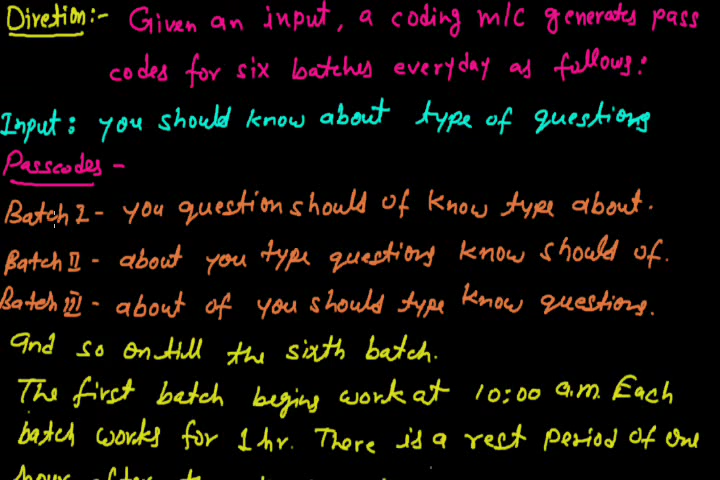 Diretion:- Given an input, a coding m/c generates pass
codes for six batches everyday as follows:
Input: you should know about type of questions
Passcodes -
Batch I - you question should of know type about.
Batch II - about you type questions know should of.
Batch III - about of you should type know questions.
And so on till the sixth batch.
The first batch begins work at 10:00 a.m. Each
batch works for 1 hr. There is a rest period of one
hour after the